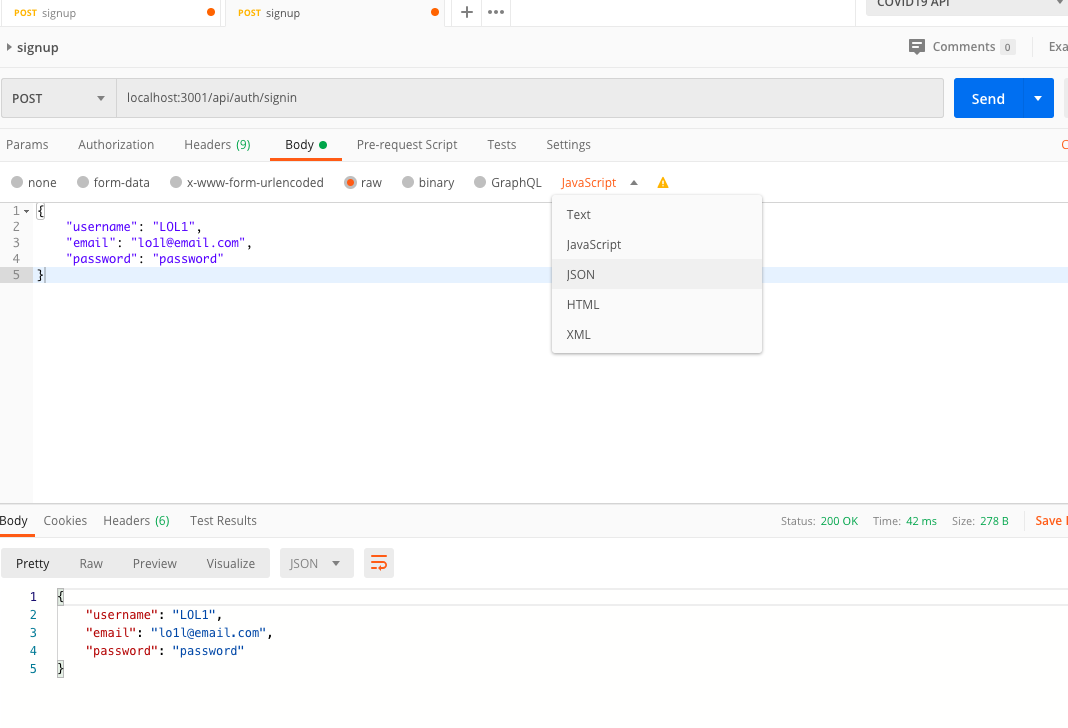 POST signup POST signup + ••• COVID19 API
signup Comments 0 Exa
POST localhost:3001/api/auth/signin Send
Params Authorization Headers (9) Body Pre-request Script Tests Settings C
none form-data x-www-form-urlencoded raw binary GraphQL JavaScript
Text
JavaScript
JSON
HTML
XML
1 {
2 "username": "LOL1",
3 "email": "lo1l@email.com",
4 "password": "password"
5 }
Body Cookies Headers (6) Test Results Status: 200 OK Time: 42 ms Size: 278 B Save
Pretty Raw Preview Visualize JSON
1 {
2 "username": "LOL1",
3 "email": "lo1l@email.com",
4 "password": "password"
5 }